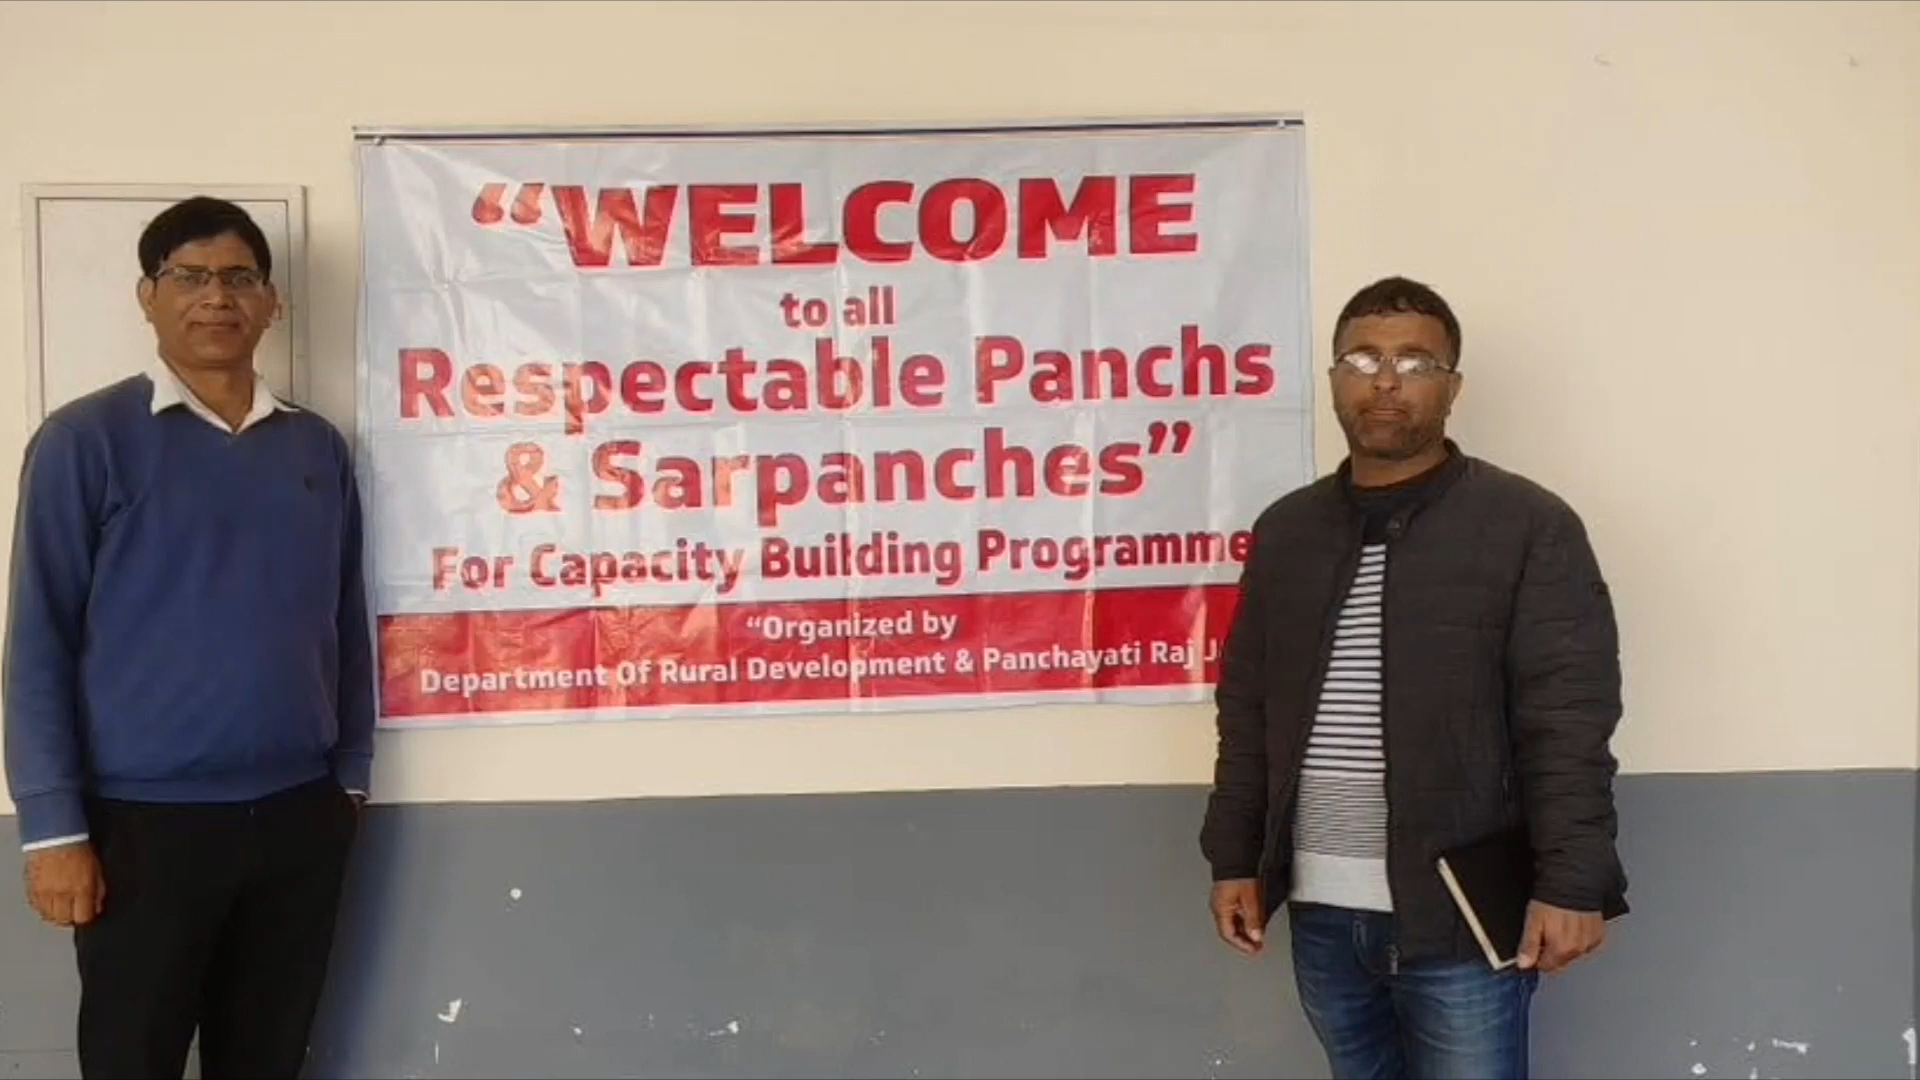 “WELCOME
to all
Respectable Panchs
& Sarpanches”
For Capacity Building Programme
“Organized by
Department Of Rural Development & Panchayati Raj